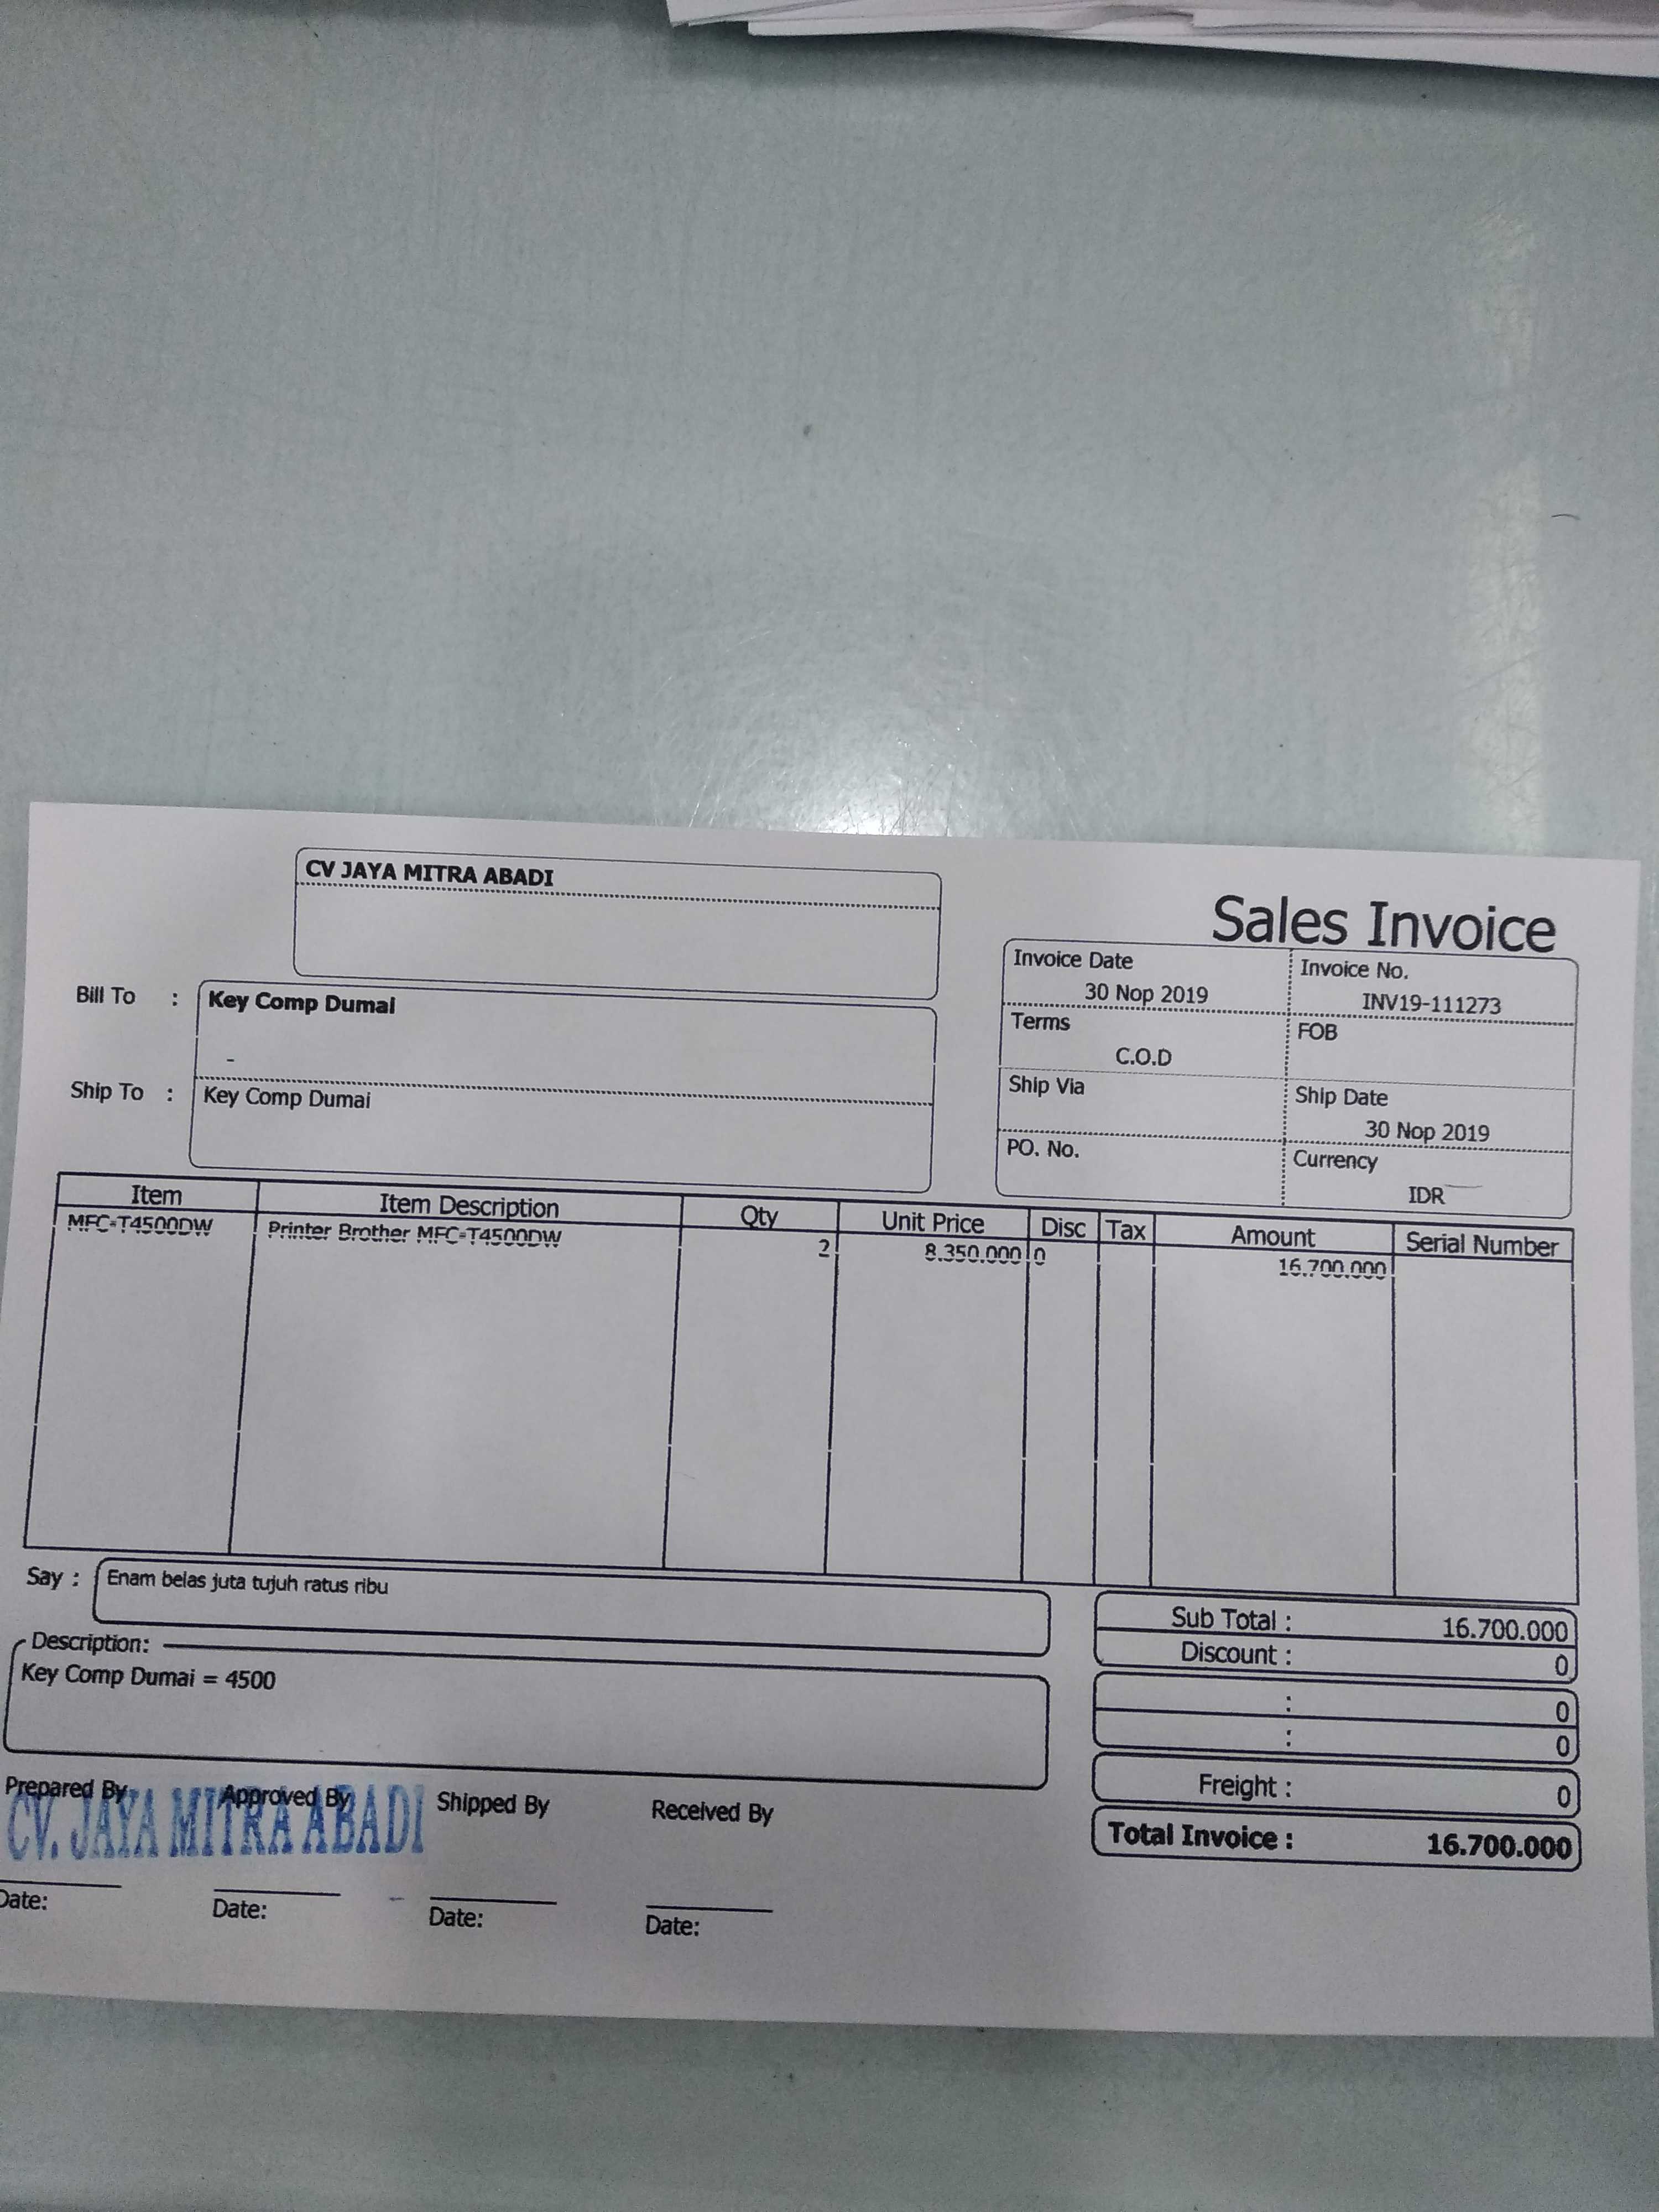 CV JAYA MITRA ABADI
Sales Invoice
Invoice Date
30 Nop 2019
Invoice No.
INV19-111273
Terms
C.O.D
FOB
Ship Via
Ship Date
30 Nop 2019
PO. No.
Currency
IDR
Bill To : Key Comp Dumai
-
Ship To : Key Comp Dumai
Item Item Description Qty Unit Price Disc Tax Amount Serial Number
MFC-T4500DW Printer Brother MFC-T4500DW 2 8.350.000 0 16.700.000
Say : Enam belas juta tujuh ratus ribu
Description:
Key Comp Dumai = 4500
Sub Total : 16.700.000
Discount : 0
: 0
: 0
Freight : 0
Total Invoice : 16.700.000
Prepared By Approved By Shipped By Received By
CV. JAYA MITRA ABADI
Date: Date: Date: Date: